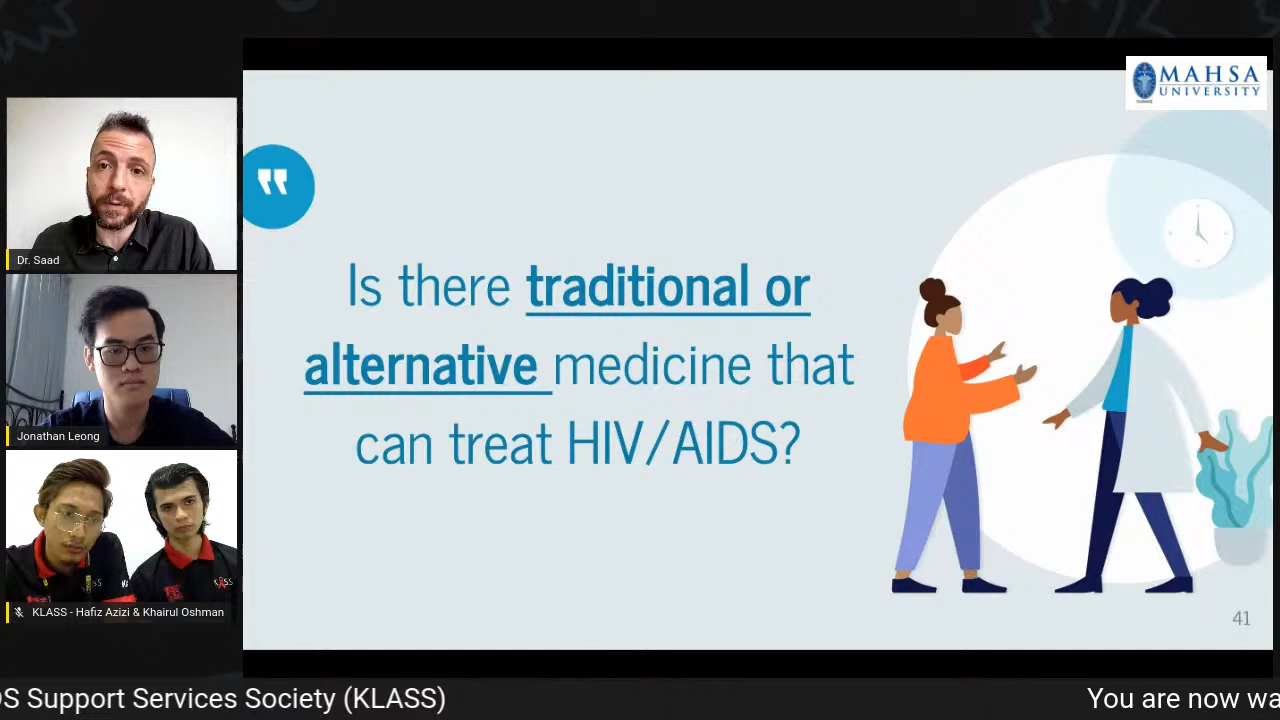 MAHSA
UNIVERSITY
Is there traditional or
alternative medicine that
can treat HIV/AIDS?
41
Dr. Saad
Jonathan Leong
KLASS - Hafiz Azizi & Khairul Oshman
Support Services Society (KLASS)
You are now